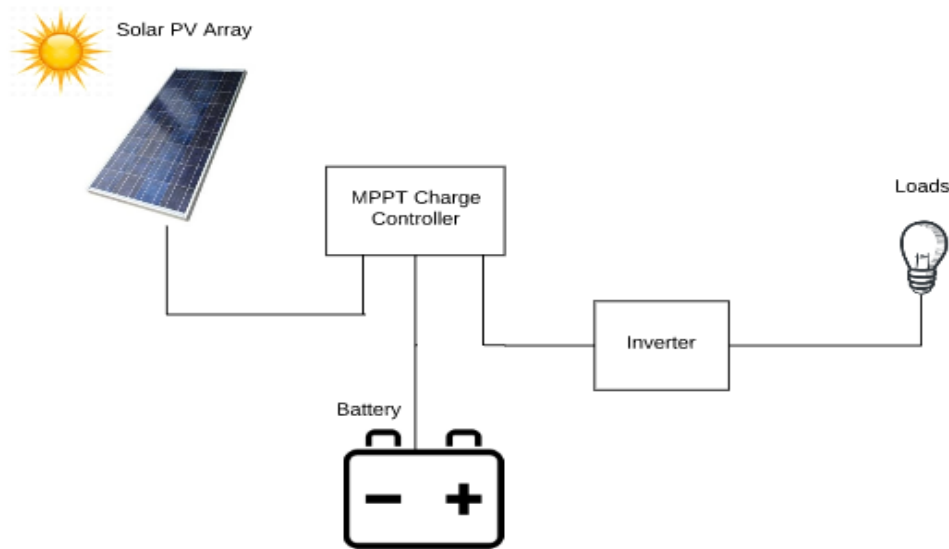 Solar PV Array
MPPT Charge
Controller
Loads
Inverter
Battery